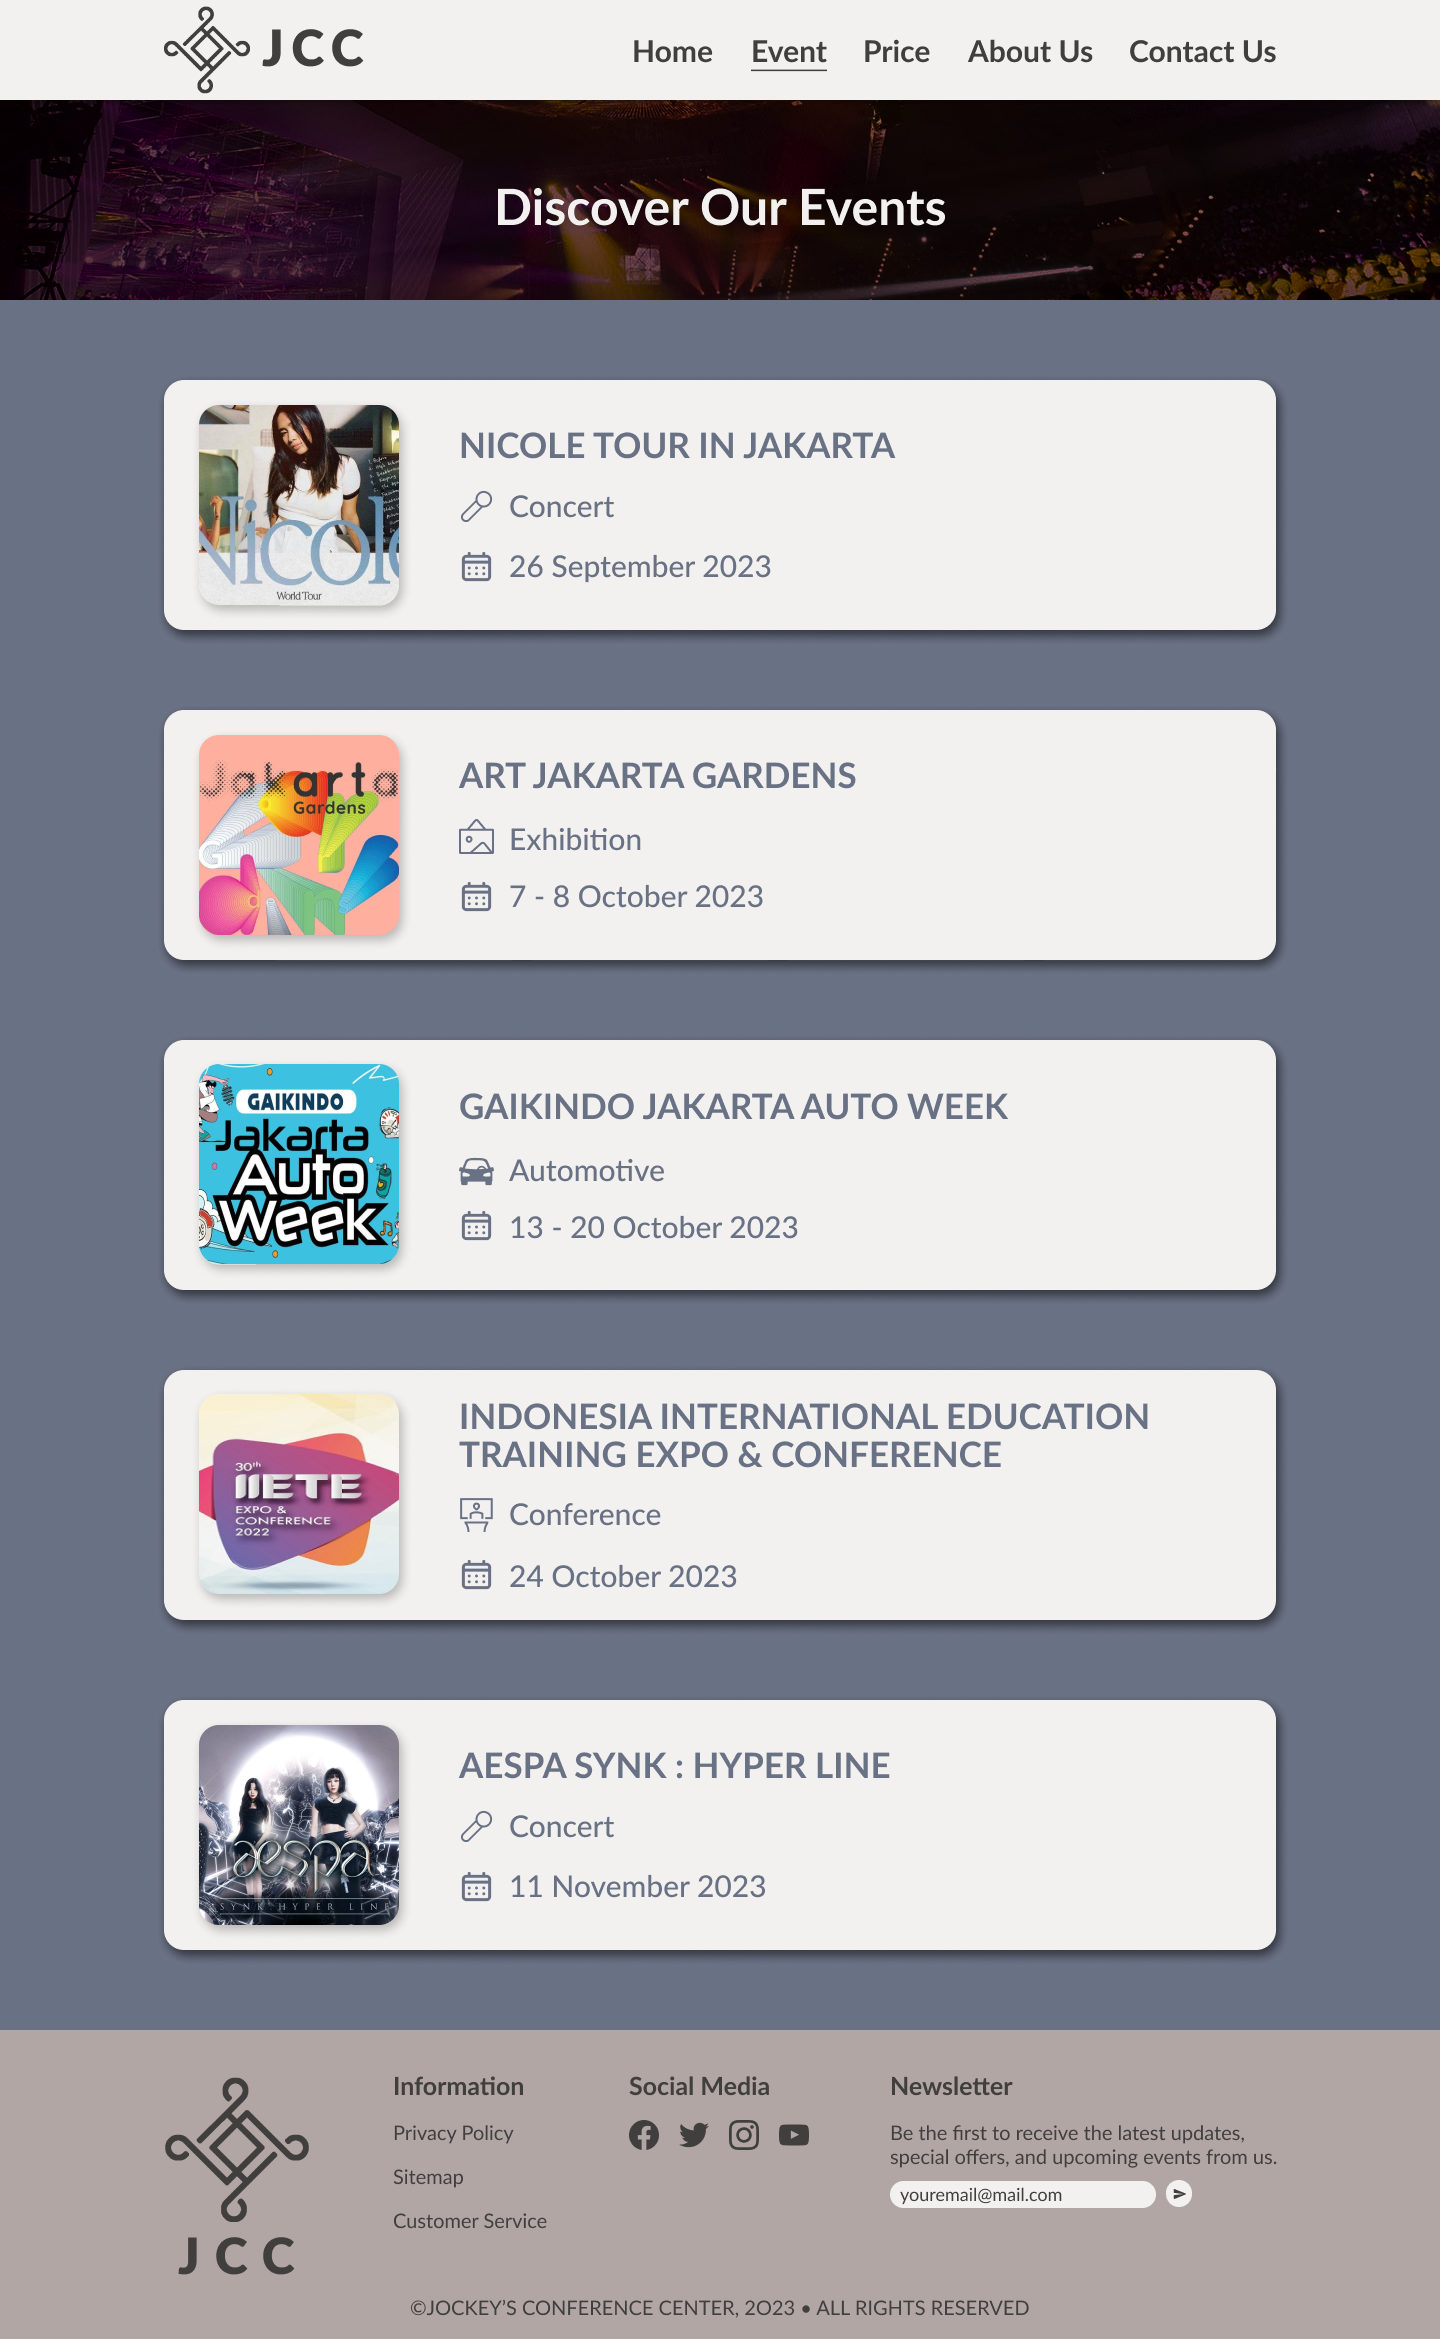 JCC
Home Event Price About Us Contact Us
Discover Our Events
Nicole
World Tour
NICOLE TOUR IN JAKARTA
Concert
26 September 2023
Jakarta
Gardens
ART JAKARTA GARDENS
Exhibition
7 - 8 October 2023
GAIKINDO
Jakarta
Auto
Week
GAIKINDO JAKARTA AUTO WEEK
Automotive
13 - 20 October 2023
30th
IIETE
EXPO &
CONFERENCE
2022
INDONESIA INTERNATIONAL EDUCATION
TRAINING EXPO & CONFERENCE
Conference
24 October 2023
aespa
SYNK HYPER LINE
AESPA SYNK : HYPER LINE
Concert
11 November 2023
JCC
Information
Privacy Policy
Sitemap
Customer Service
Social Media
Newsletter
Be the first to receive the latest updates,
special offers, and upcoming events from us.
youremail@mail.com
©JOCKEY’S CONFERENCE CENTER, 2O23 • ALL RIGHTS RESERVED